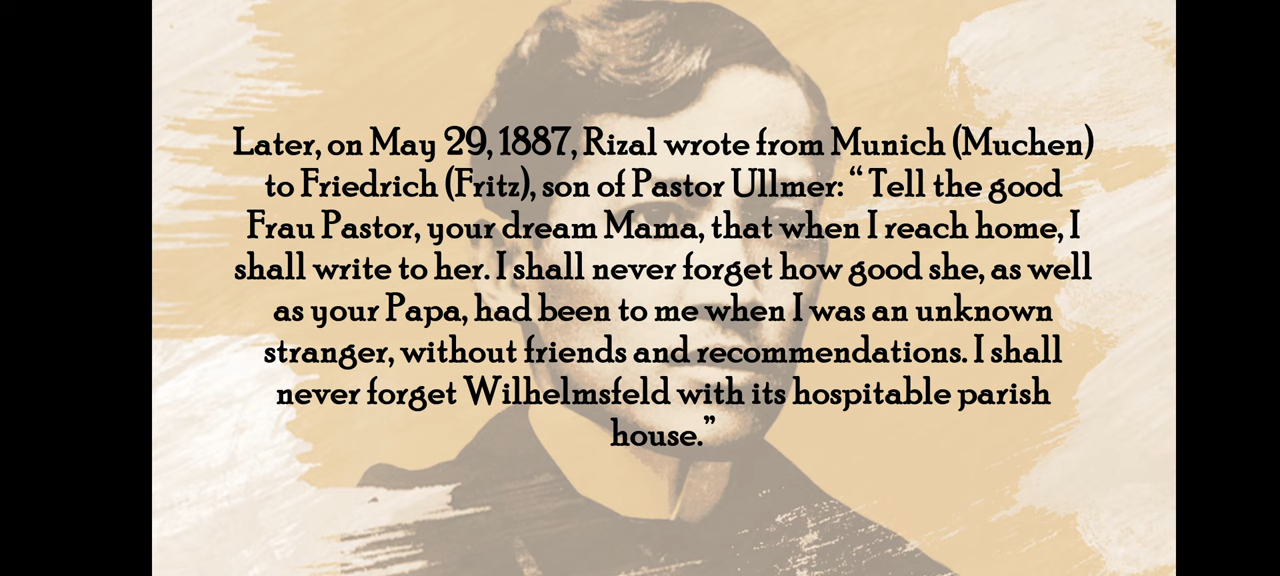 Later, on May 29, 1887, Rizal wrote from Munich (Muchen)
to Friedrich (Fritz), son of Pastor Ullmer: “ Tell the good
Frau Pastor, your dream Mama, that when I reach home, I
shall write to her. I shall never forget how good she, as well
as your Papa, had been to me when I was an unknown
stranger, without friends and recommendations. I shall
never forget Wilhelmsfeld with its hospitable parish
house.”